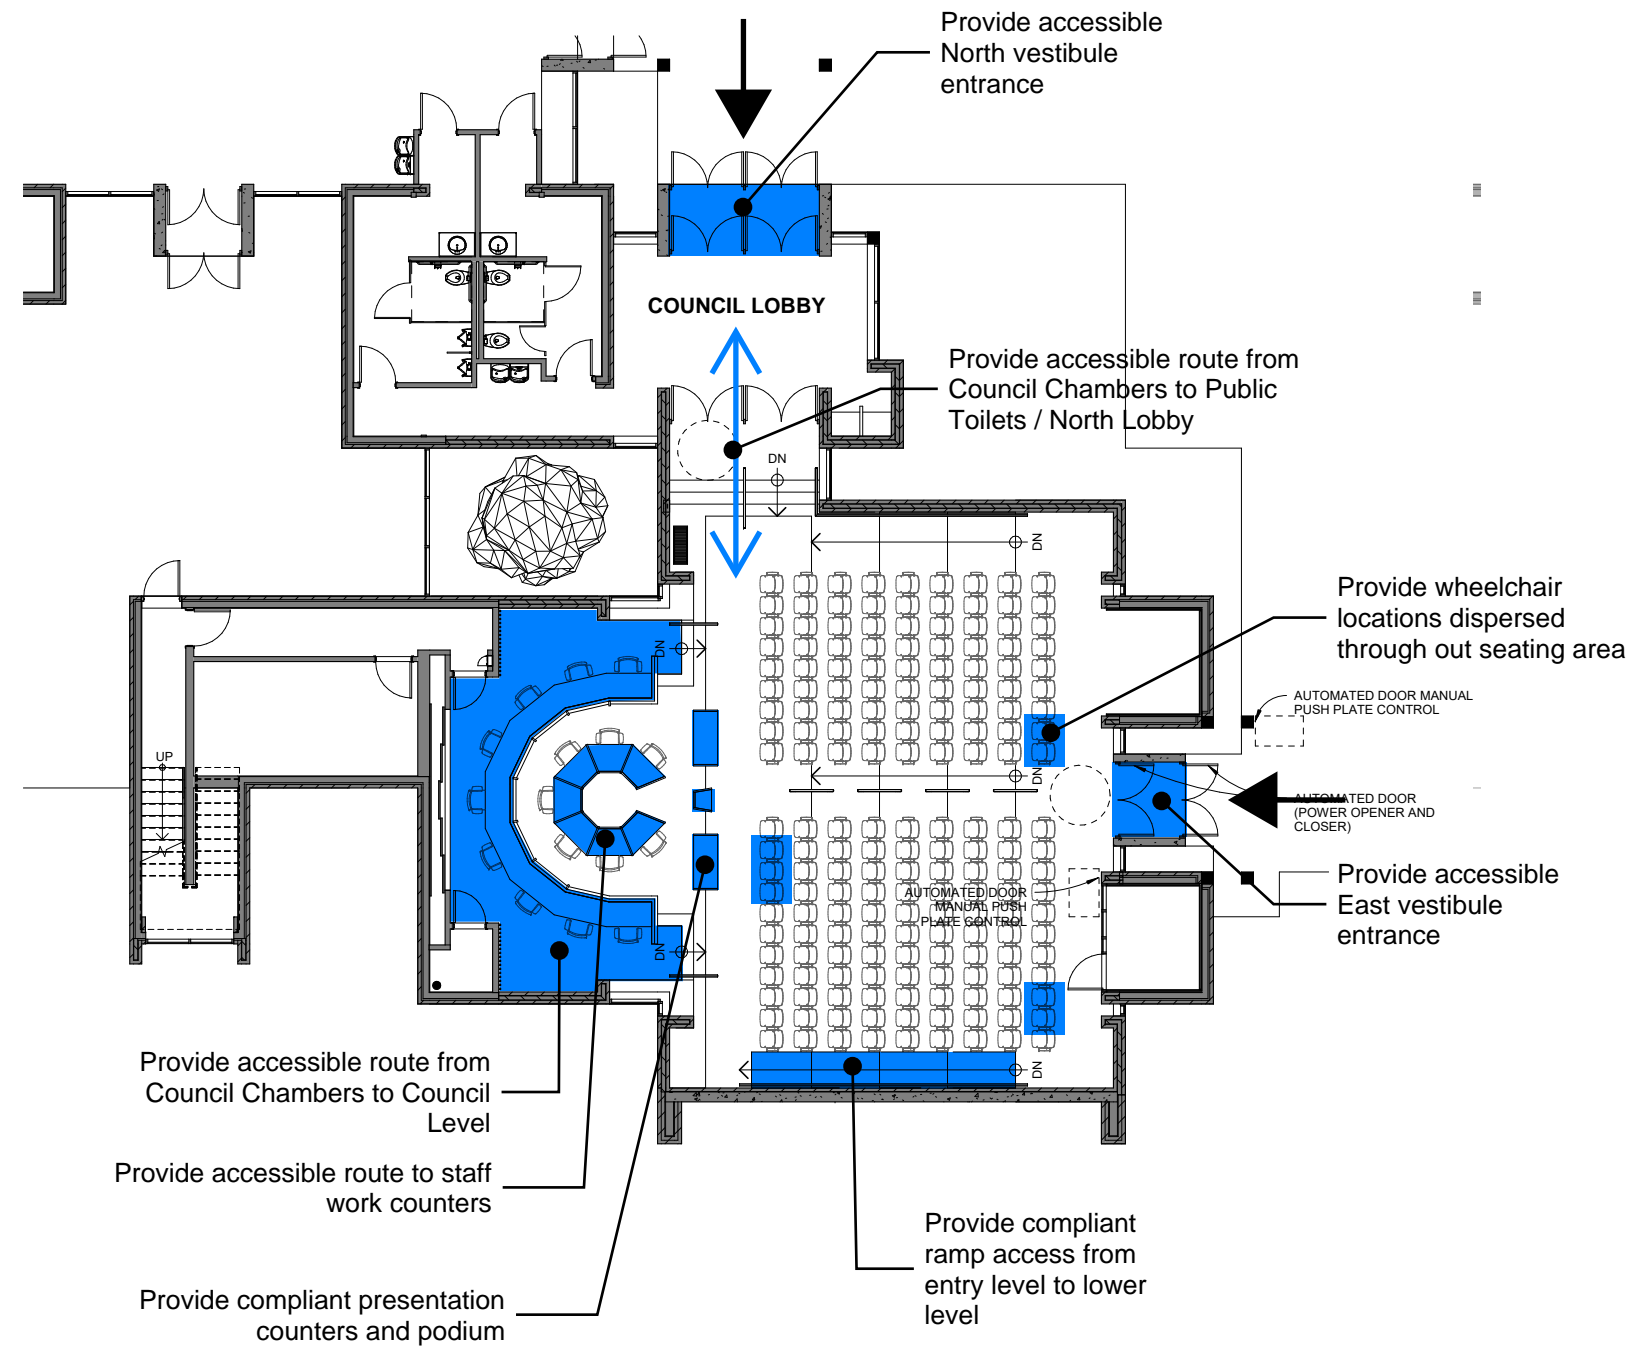 Provide accessible
North vestibule
entrance
COUNCIL LOBBY
Provide accessible route from
Council Chambers to Public
Toilets / North Lobby
DN
DN
Provide wheelchair
locations dispersed
through out seating area
DN
AUTOMATED DOOR MANUAL
PUSH PLATE CONTROL
UP
DN
AUTOMATED DOOR
(POWER OPENER AND
CLOSER)
Provide accessible
East vestibule
entrance
AUTOMATED DOOR
MANUAL PUSH
PLATE CONTROL
DN
DN
Provide accessible route from
Council Chambers to Council
Level
Provide accessible route to staff
work counters
Provide compliant
ramp access from
entry level to lower
level
Provide compliant presentation
counters and podium